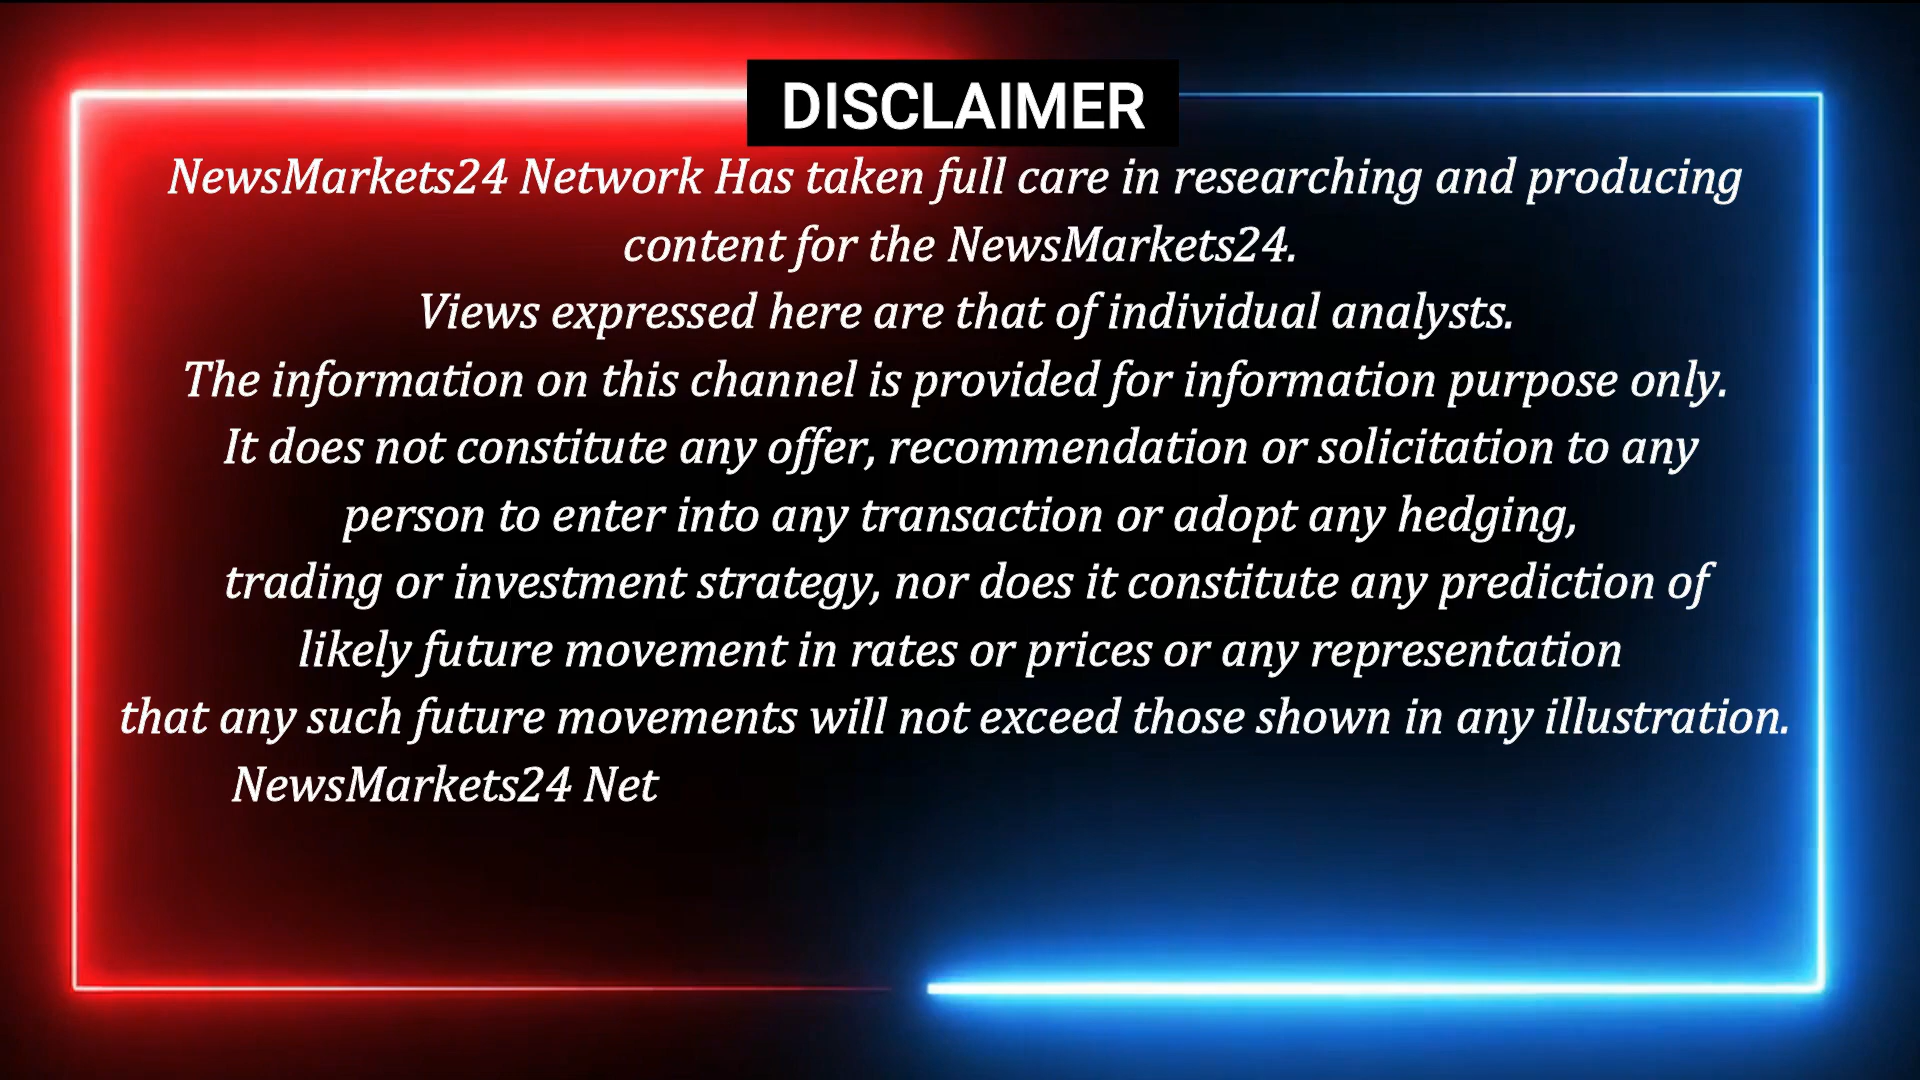 DISCLAIMER
NewsMarkets24 Network Has taken full care in researching and producing
content for the NewsMarkets24.
Views expressed here are that of individual analysts.
The information on this channel is provided for information purpose only.
It does not constitute any offer, recommendation or solicitation to any
person to enter into any transaction or adopt any hedging,
trading or investment strategy, nor does it constitute any prediction of
likely future movement in rates or prices or any representation
that any such future movements will not exceed those shown in any illustration.
NewsMarkets24 Net